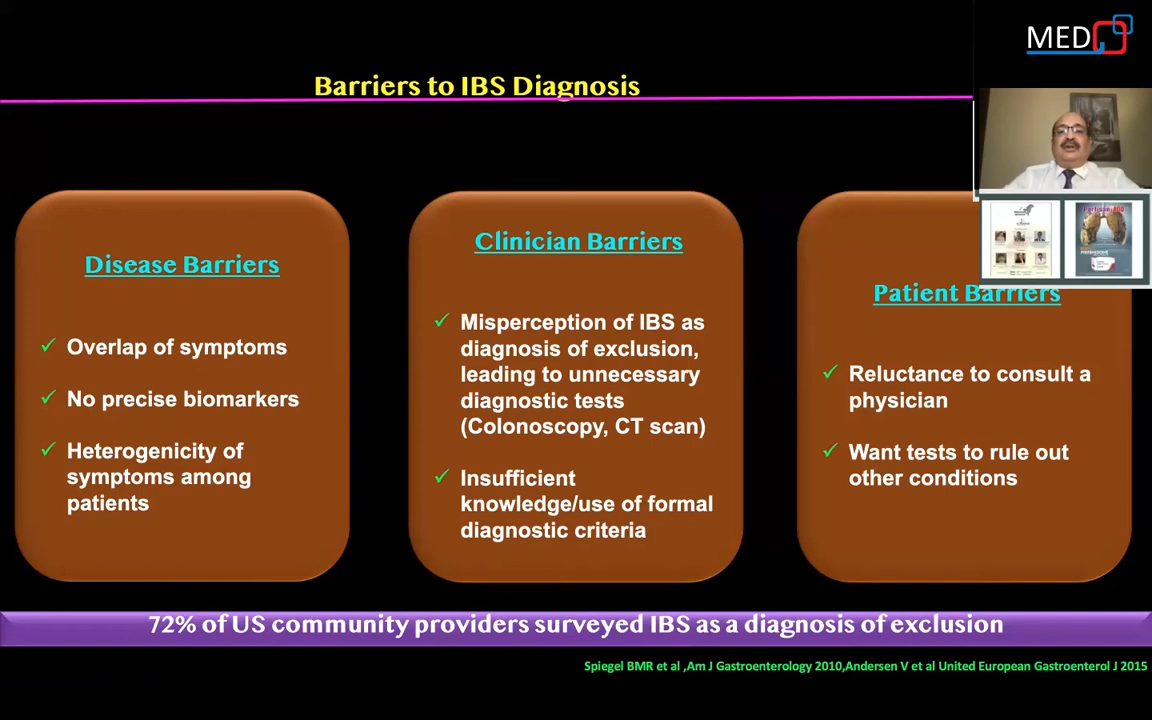 MED
Barriers to IBS Diagnosis
Disease Barriers
✓ Overlap of symptoms
✓ No precise biomarkers
✓ Heterogenicity of
symptoms among
patients
Clinician Barriers
✓ Misperception of IBS as
diagnosis of exclusion,
leading to unnecessary
diagnostic tests
(Colonoscopy, CT scan)
✓ Insufficient
knowledge/use of formal
diagnostic criteria
Patient Barriers
✓ Reluctance to consult a
physician
✓ Want tests to rule out
other conditions
72% of US community providers surveyed IBS as a diagnosis of exclusion
Spiegel BMR et al ,Am J Gastroenterology 2010,Andersen V et al United European Gastroenterol J 2015